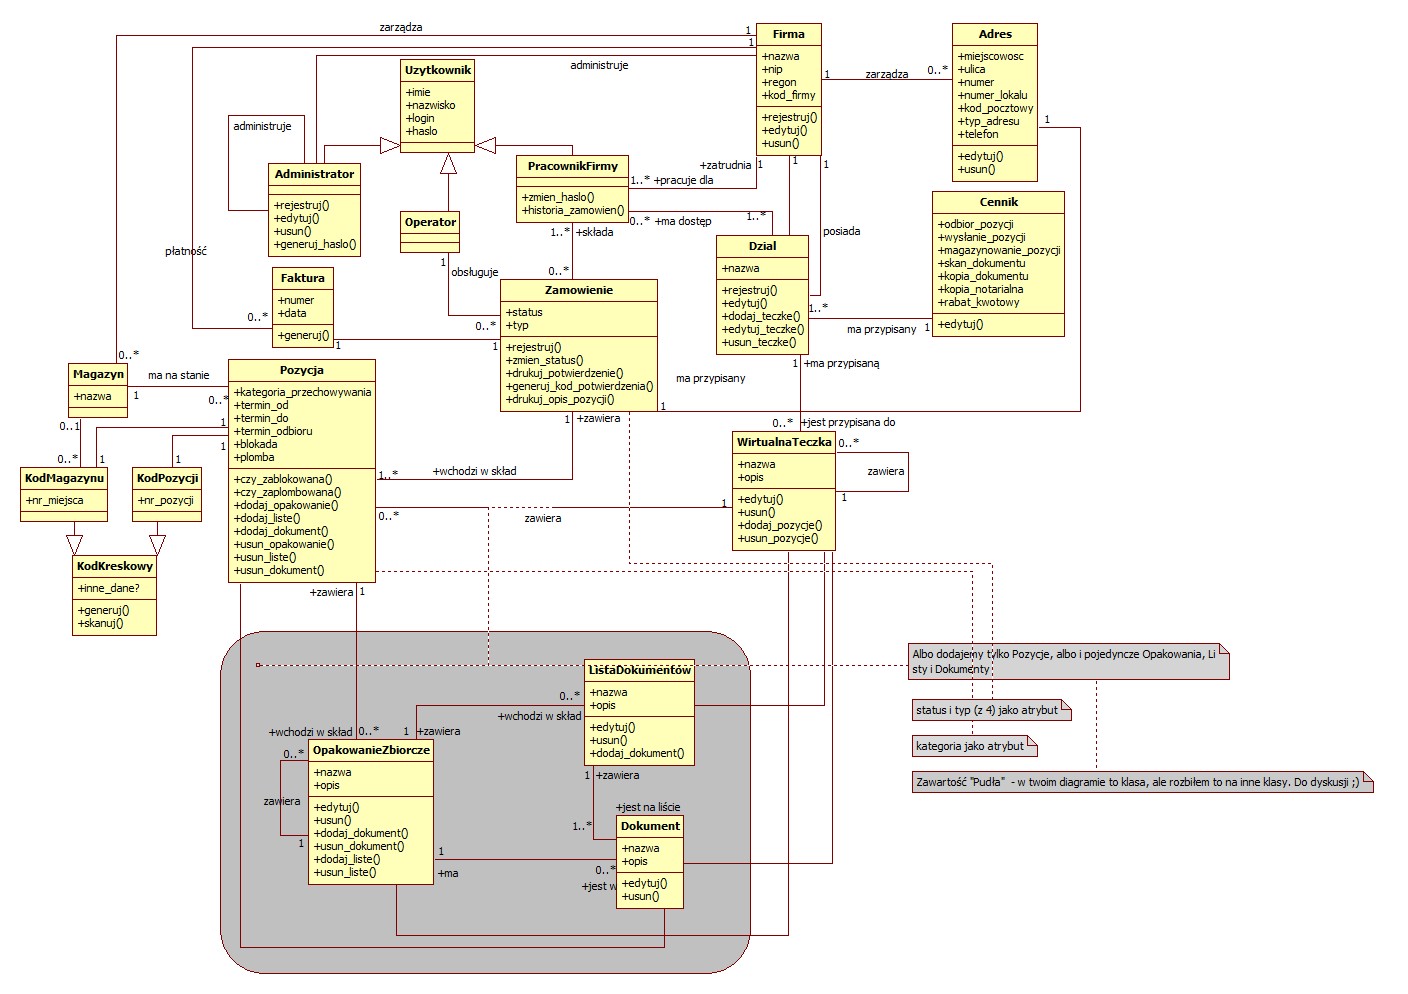 zarządza
1
1
administruje
Firma
+nazwa
+nip
+regon
+kod_firmy
+rejestruj()
+edytuj()
+usun()
1
zarządza
0..*
Adres
+miejscowosc
+ulica
+numer
+numer_lokalu
+kod_pocztowy
+typ_adresu
+telefon
+edytuj()
+usun()
1
Uzytkownik
+imie
+nazwisko
+login
+haslo
administruje
Administrator
+rejestruj()
+edytuj()
+usun()
+generuj_haslo()
PracownikFirmy
+zmien_haslo()
+historia_zamowien()
+zatrudnia
1
1
1
1..*
+pracuje dla
0..*
+ma dostęp
1..*
posiada
Operator
1
obsługuje
1..*
+składa
0..*
Dzial
+nazwa
+rejestruj()
+edytuj()
+dodaj_teczke()
+edytuj_teczke()
+usun_teczke()
1..*
ma przypisany
1
Cennik
+odbior_pozycji
+wysłanie_pozycji
+magazynowanie_pozycji
+skan_dokumentu
+kopia_dokumentu
+kopia_notarialna
+rabat_kwotowy
+edytuj()
płatność
0..*
Faktura
+numer
+data
+generuj()
1
0..*
1
Zamowienie
+status
+typ
+rejestruj()
+zmien_status()
+drukuj_potwierdzenie()
+generuj_kod_potwierdzenia()
+drukuj_opis_pozycji()
ma przypisany
1
1
+zawiera
1
+ma przypisaną
0..*
+jest przypisana do
0..*
Magazyn
+nazwa
ma na stanie
1
0..*
0..1
0..*
1
1
1
1
Pozycja
+kategoria_przechowywania
+termin_od
+termin_do
+termin_odbioru
+blokada
+plomba
+czy_zablokowana()
+czy_zaplombowana()
+dodaj_opakowanie()
+dodaj_liste()
+dodaj_dokument()
+usun_opakowanie()
+usun_liste()
+usun_dokument()
1..*
+wchodzi w skład
0..*
zawiera
1
WirtualnaTeczka
+nazwa
+opis
+edytuj()
+usun()
+dodaj_pozycje()
+usun_pozycje()
0..*
zawiera
1
KodMagazynu
+nr_miejsca
KodPozycji
+nr_pozycji
KodKreskowy
+inne_dane?
+generuj()
+skanuj()
+zawiera
1
Albo dodajemy tylko Pozycje, albo i pojedyncze Opakowania, Li
sty i Dokumenty
status i typ (z 4) jako atrybut
kategoria jako atrybut
Zawartość "Pudła" - w twoim diagramie to klasa, ale rozbiłem to na inne klasy. Do dyskusji ;)
ListaDokumentów
+nazwa
+opis
+edytuj()
+usun()
+dodaj_dokument()
0..*
+wchodzi w skład
+wchodzi w skład
0..*
1
+zawiera
OpakowanieZbiorcze
+nazwa
+opis
+edytuj()
+usun()
+dodaj_dokument()
+usun_dokument()
+dodaj_liste()
+usun_liste()
0..*
zawiera
1
1
+zawiera
1..*
+jest na liście
Dokument
+nazwa
+opis
+edytuj()
+usun()
1
+ma
0..*
+jest w